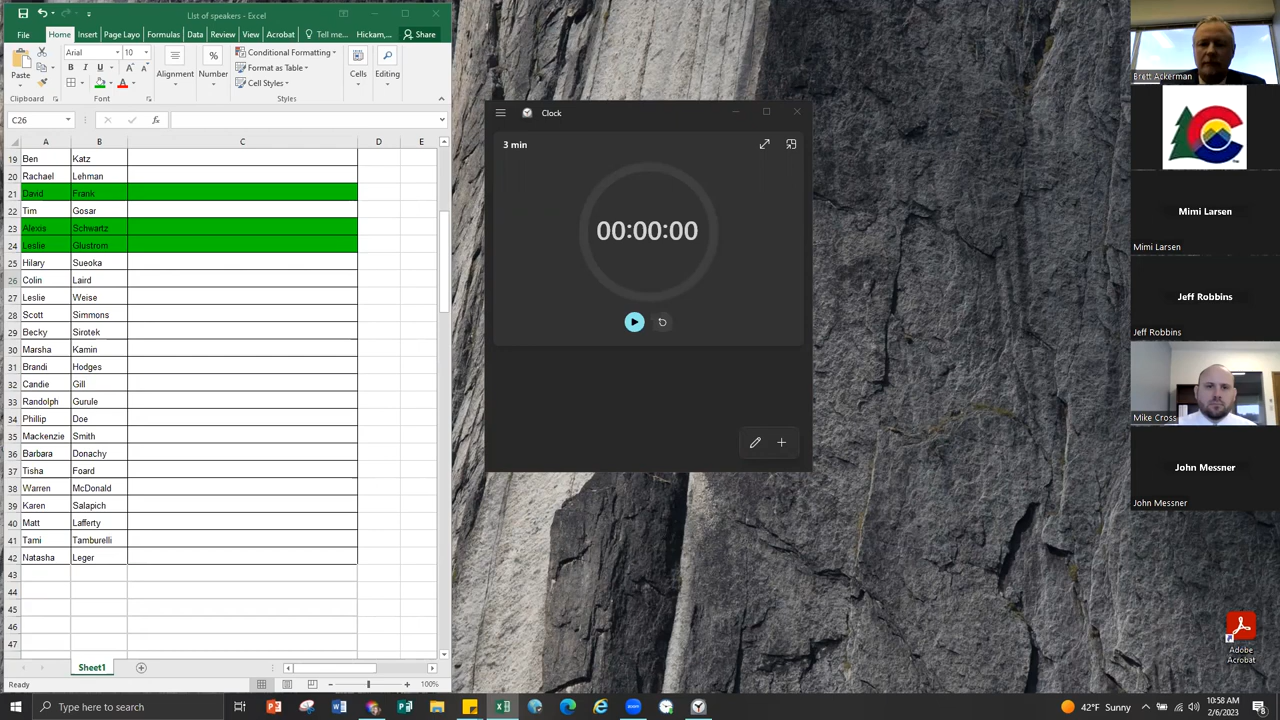 LIst of speakers - Excel
File Home Insert Page Layo Formulas Data Review View Acrobat Tell me... Hickam,... Share
Paste
Clipboard
Arial 10
B I U A A
Font
Alignment
%
Number
Conditional Formatting
Format as Table
Cell Styles
Styles
Cells
Editing
C26 fx
A B C D E
19 Ben Katz
20 Rachael Lehman
21 David Frank
22 Tim Gosar
23 Alexis Schwartz
24 Leslie Glustrom
25 Hilary Sueoka
26 Colin Laird
27 Leslie Weise
28 Scott Simmons
29 Becky Sirotek
30 Marsha Kamin
31 Brandi Hodges
32 Candie Gill
33 Randolph Gurule
34 Phillip Doe
35 Mackenzie Smith
36 Barbara Donachy
37 Tisha Foard
38 Warren McDonald
39 Karen Salapich
40 Matt Lafferty
41 Tami Tamburelli
42 Natasha Leger
43
44
45
46
47
Sheet1
Ready 100%
Clock
3 min
00:00:00
Brett Ackerman
Mimi Larsen
Mimi Larsen
Jeff Robbins
Jeff Robbins
Mike Cross
John Messner
John Messner
Adobe
Acrobat
Type here to search
zoom
42°F Sunny
10:58 AM
2/6/2023
8